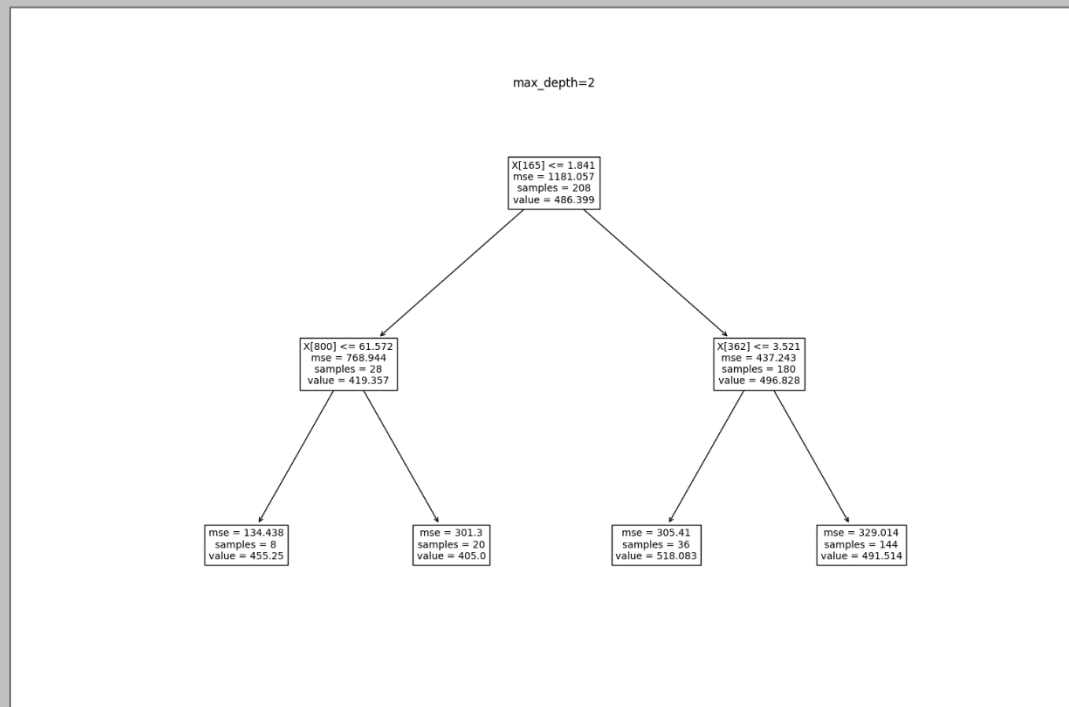 max_depth=2
X[165] <= 1.841
mse = 1181.057
samples = 208
value = 486.399
X[800] <= 61.572
mse = 768.944
samples = 28
value = 419.357
X[362] <= 3.521
mse = 437.243
samples = 180
value = 496.828
mse = 134.438
samples = 8
value = 455.25
mse = 301.3
samples = 20
value = 405.0
mse = 305.41
samples = 36
value = 518.083
mse = 329.014
samples = 144
value = 491.514